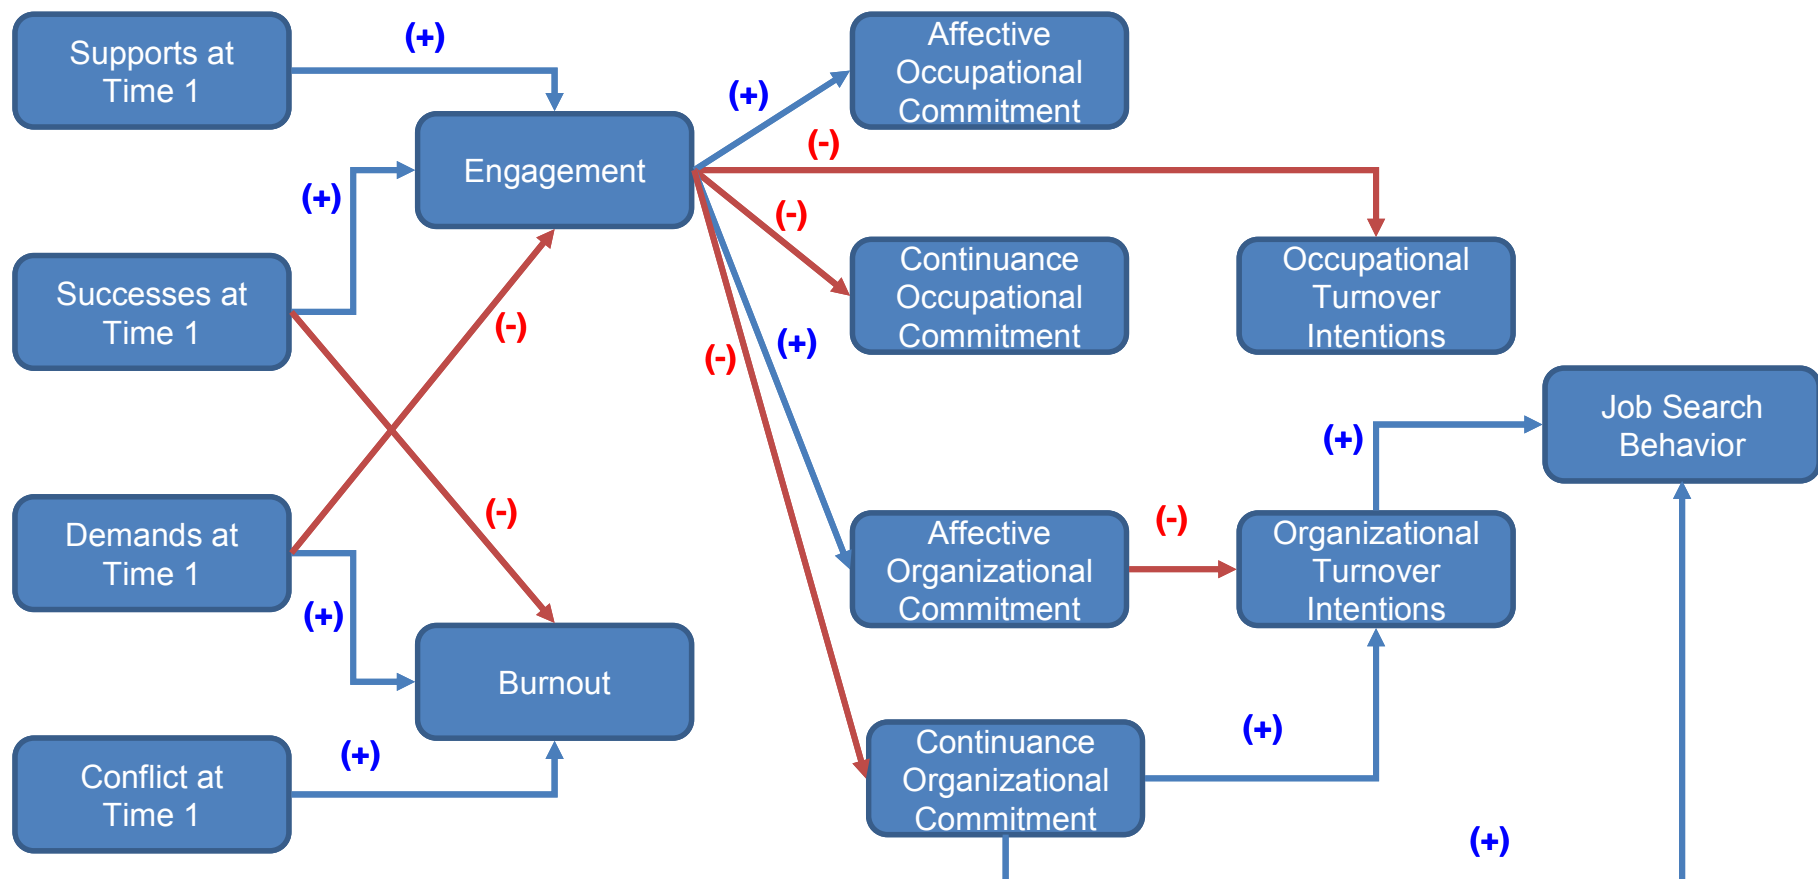 Supports at
Time 1
(+)
Affective
Occupational
Commitment
(+)
(-)
Engagement
(+)
(-)
Successes at
Time 1
Continuance
Occupational
Commitment
Occupational
Turnover
Intentions
(-)
(+)
(-)
Job Search
Behavior
(+)
Demands at
Time 1
(-)
Affective
Organizational
Commitment
(-)
Organizational
Turnover
Intentions
(+)
Burnout
Conflict at
Time 1
(+)
Continuance
Organizational
Commitment
(+)
(+)